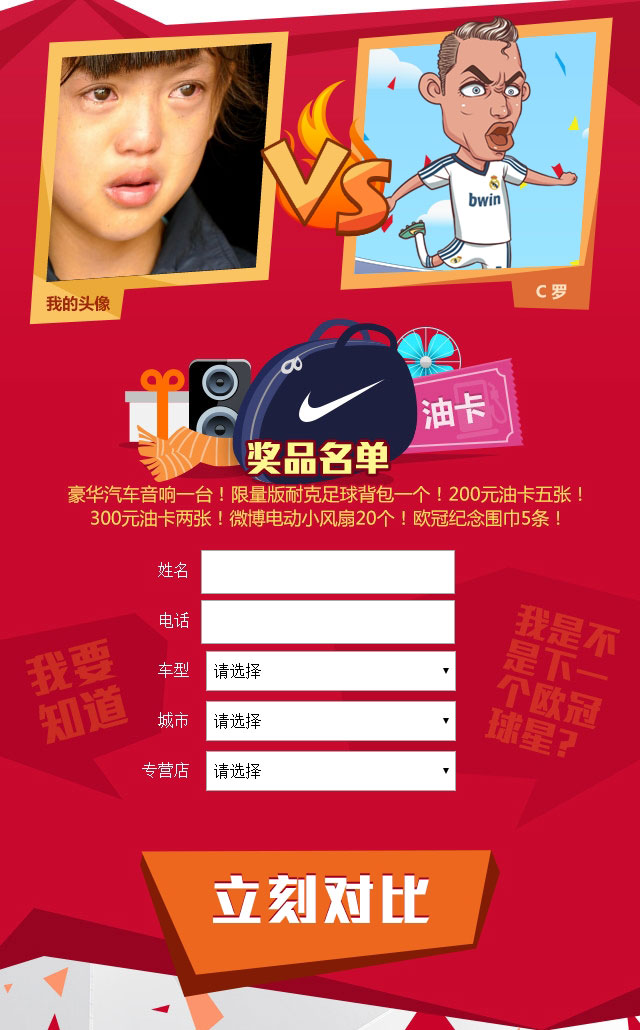 VS
bwin
我的头像
C 罗
油卡
奖品名单
豪华汽车音响一台！限量版耐克足球背包一个！200元油卡五张！
300元油卡两张！微博电动小风扇20个！欧冠纪念围巾5条！
姓名
电话
车型 请选择
城市 请选择
专营店 请选择
我要
知道
我是不
是下一
个欧冠
球星？
立刻对比